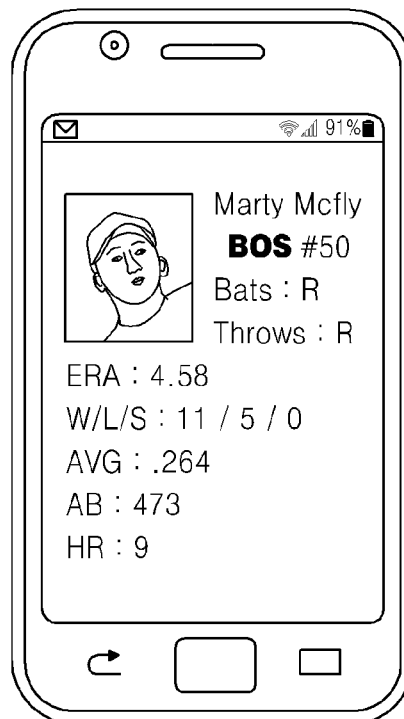 91%
Marty Mcfly
BOS #50
Bats : R
Throws : R
ERA : 4.58
W/L/S : 11 / 5 / 0
AVG : .264
AB : 473
HR : 9